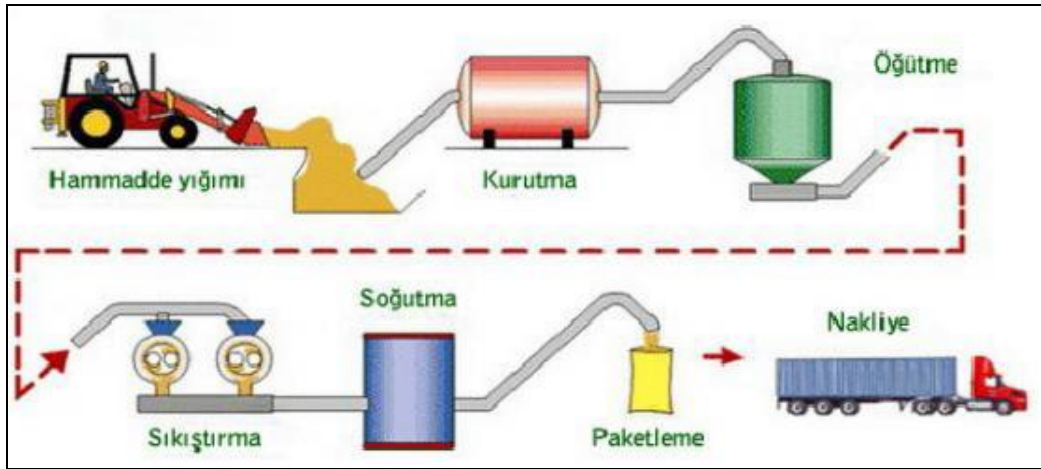 Öğütme
Hammadde yığımı
Kurutma
Soğutma
Nakliye
Sıkıştırma
Paketleme